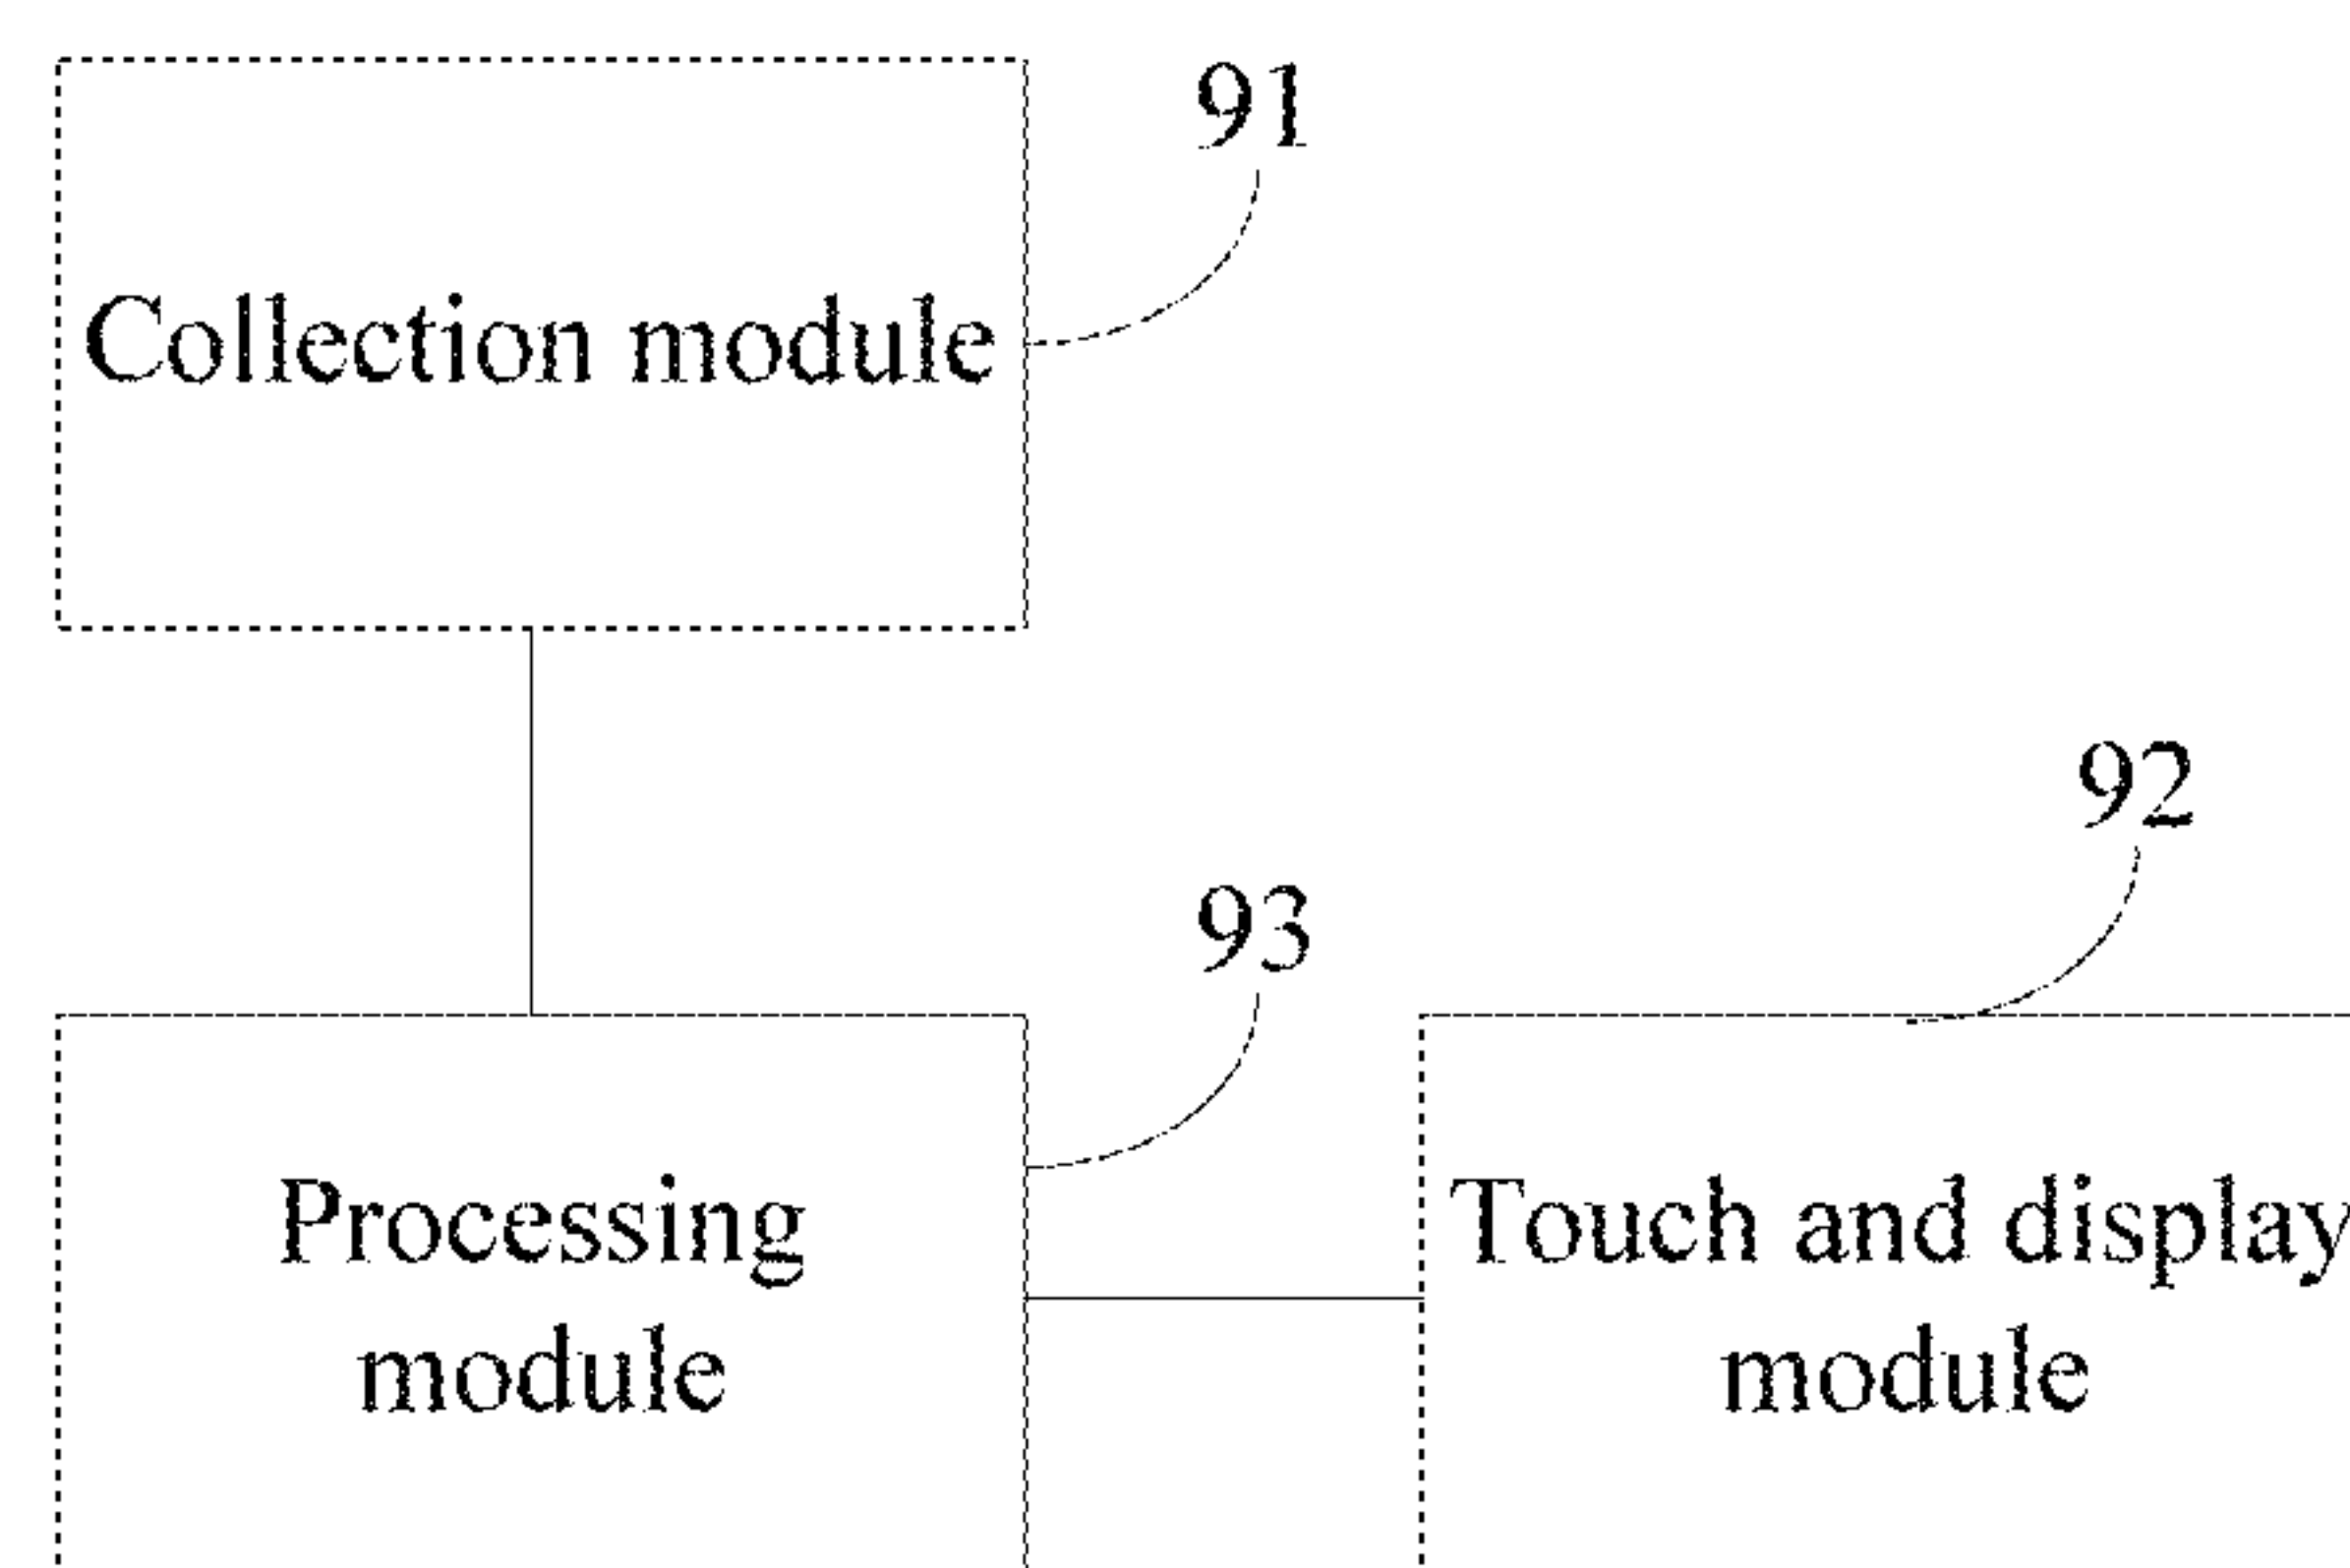 91
Collection module
92
93
Processing
module
Touch and display
module